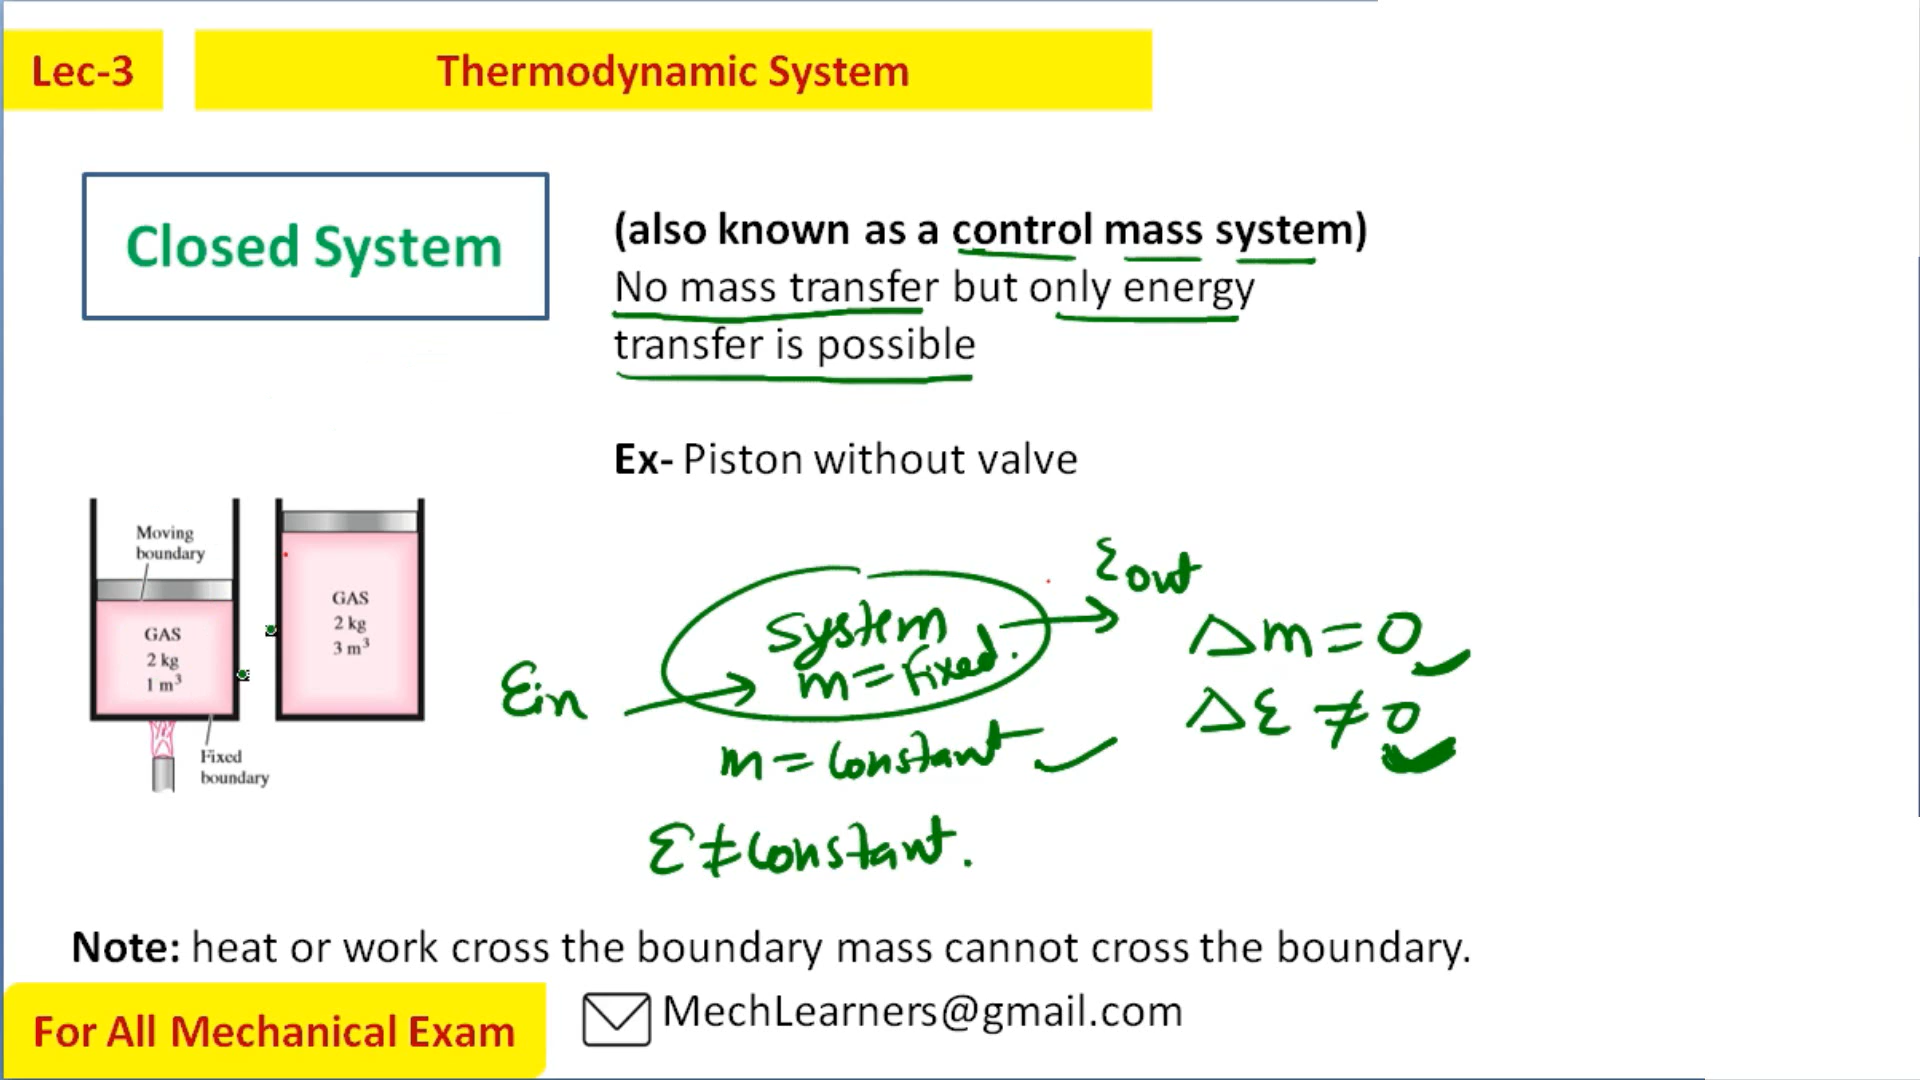 Lec-3
Thermodynamic System
Closed System
(also known as a control mass system)
No mass transfer but only energy
transfer is possible
Ex- Piston without valve
Moving
boundary
GAS
2 kg
1 m³
Fixed
boundary
GAS
2 kg
3 m³
Ein
System
m = Fixed.
Eout
m = Constant
E ≠ Constant.
Δm = 0
ΔE ≠ 0
Note: heat or work cross the boundary mass cannot cross the boundary.
For All Mechanical Exam
MechLearners@gmail.com